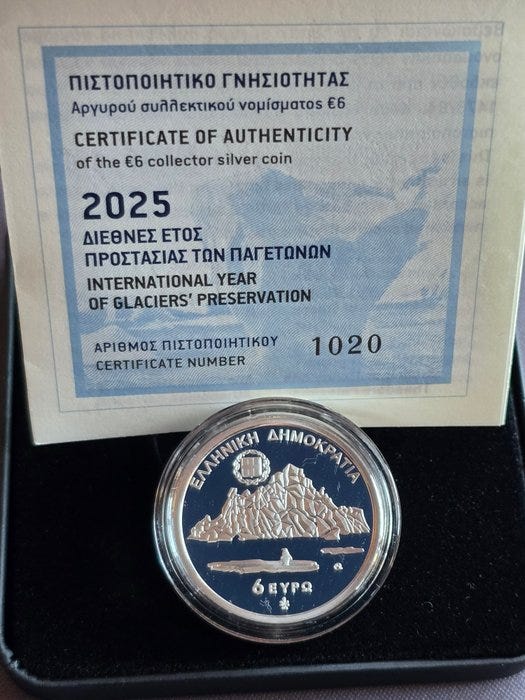 ΠΙΣΤΟΠΟΙΗΤΙΚΟ ΓΝΗΣΙΟΤΗΤΑΣ
Αργυρού συλλεκτικού νομίσματος €6
CERTIFICATE OF AUTHENTICITY
of the €6 collector silver coin
2025
ΔΙΕΘΝΕΣ ΕΤΟΣ
ΠΡΟΣΤΑΣΙΑΣ ΤΩΝ ΠΑΓΕΤΩΝΩΝ
INTERNATIONAL YEAR
OF GLACIERS' PRESERVATION
ΑΡΙΘΜΟΣ ΠΙΣΤΟΠΟΙΗΤΙΚΟΥ
CERTIFICATE NUMBER
1020
ΕΛΛΗΝΙΚΗ ΔΗΜΟΚΡΑΤΙΑ
6 ΕΥΡΩ